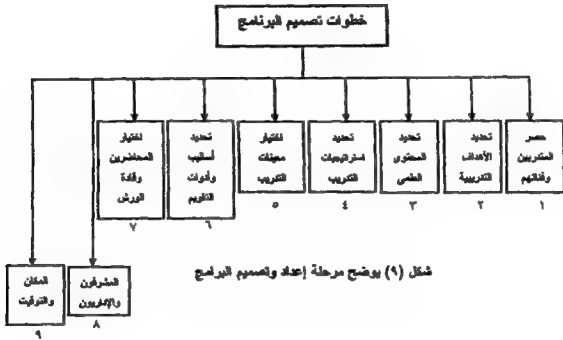 خطوات تصميم البرنامج
حصر
المتدربين
وفئاتهم
١
تحديد
الأهداف
التدريبية
٢
تحديد
المحتوى
العلمى
٣
تحديد
استراتيجيات
التدريب
٤
اختيار
معينات
التدريب
٥
تحديد
أساليب
وأدوات
التقويم
٦
اختيار
المحاضرين
وقادة
الورش
٧
المشرفون
والإداريون
٨
المكان
والتوقيت
٩
شكل (٩) يوضح مرحلة إعداد وتصميم البرامج